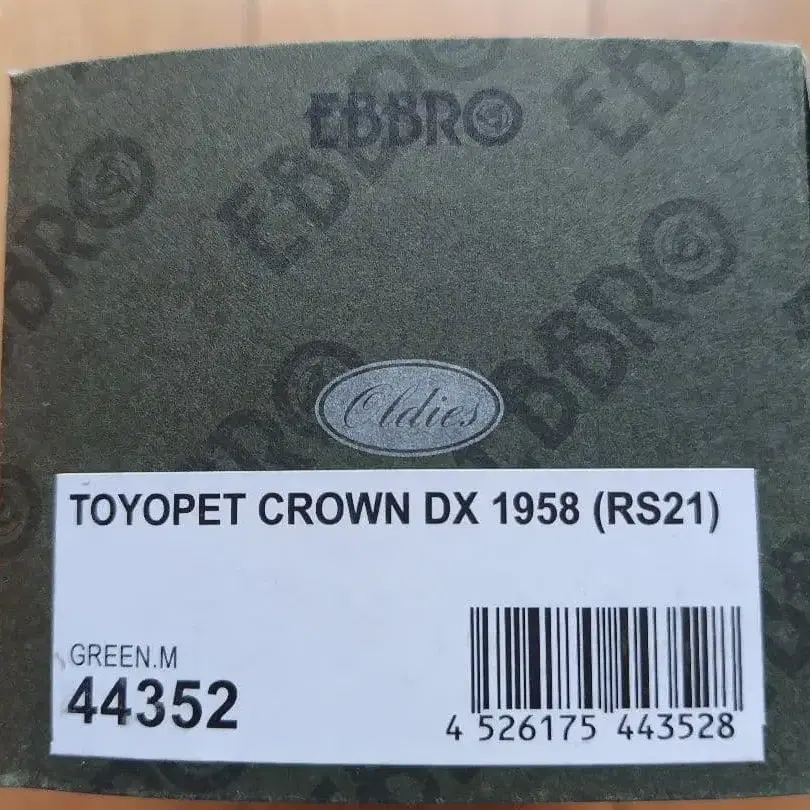 EBBRO
Oldies
TOYOPET CROWN DX 1958 (RS21)
GREEN.M
44352
4 526175 443528